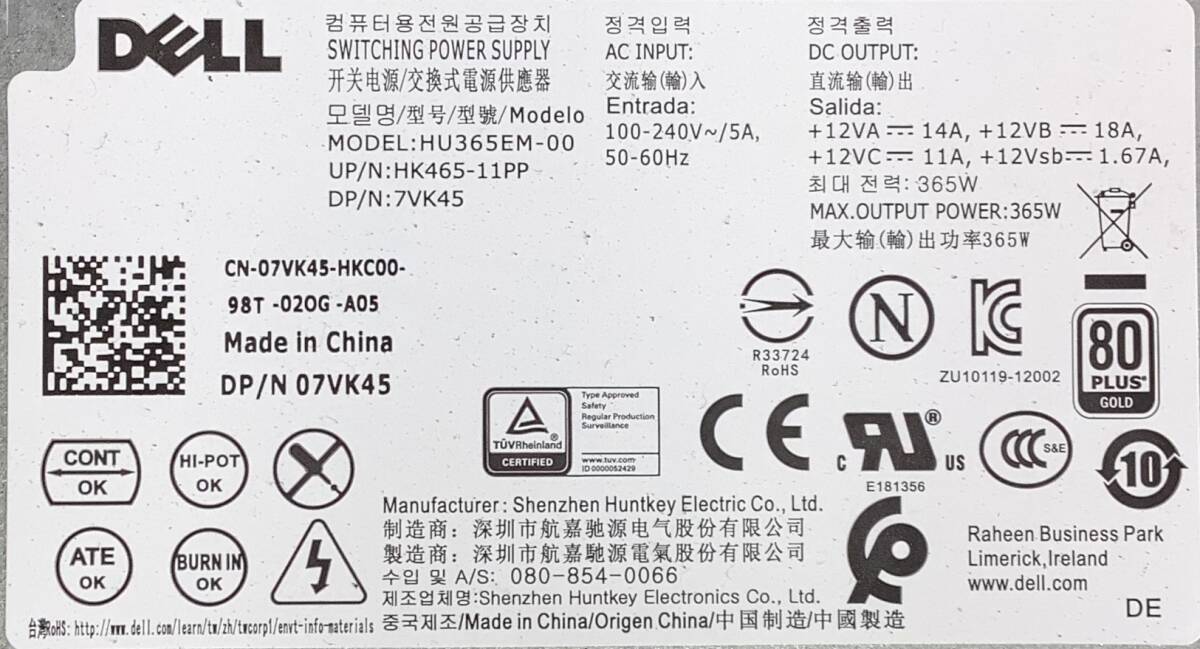 DELL
컴퓨터용전원공급장치
SWITCHING POWER SUPPLY
开关电源/交換式電源供應器
모델명/型号/型號/Modelo
MODEL:HU365EM-00
UP/N:HK465-11PP
DP/N:7VK45
정격입력
AC INPUT:
交流输(輸)入
Entrada:
100-240V~/5A,
50-60Hz
정격출력
DC OUTPUT:
直流输(輸)出
Salida:
+12VA⎓14A, +12VB⎓18A,
+12VC⎓11A, +12Vsb⎓1.67A,
최대 전력: 365W
MAX.OUTPUT POWER:365W
最大输(輸)出功率365W
CN-07VK45-HKC00-
98T -020G -A05
Made in China
DP/N 07VK45
R33724
RoHS
N
KC
ZU10119-12002
80
PLUS
GOLD
CONT
OK
HI-POT
OK
ATE
OK
BURN IN
OK
TÜVRheinland®
CERTIFIED
Type Approved
Safety
Regular Production
Surveillance
www.tuv.com
ID 0000052429
CE
c RU® US
E181356
CCC S&E
10
Manufacturer: Shenzhen Huntkey Electric Co., Ltd.
制造商: 深圳市航嘉驰源电气股份有限公司
製造商: 深圳市航嘉馳源電氣股份有限公司
수입 및 A/S: 080-854-0066
제조업체명:Shenzhen Huntkey Electronics Co., Ltd.
중국제조/Made in China/Origen China/中国制造/中國製造
Raheen Business Park
Limerick,Ireland
www.dell.com
DE
台灣RoHS: http://www.dell.com/learn/tw/zh/twcorp1/envt-info-materials